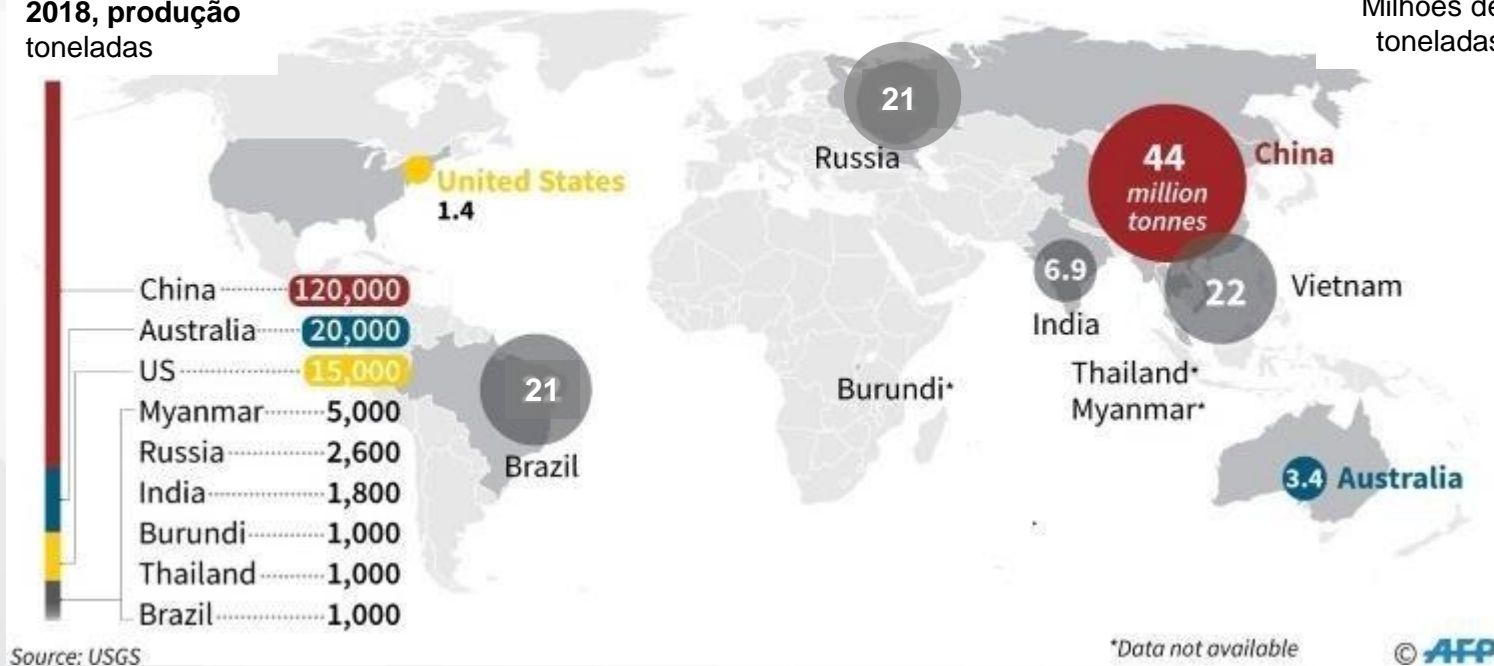 2018, produção
toneladas
Milhões de
toneladas
21
Russia
44
million
tonnes
China
United States
1.4
6.9
India
22
Vietnam
China 120,000
Australia 20,000
US 15,000
Myanmar 5,000
Russia 2,600
India 1,800
Burundi 1,000
Thailand 1,000
Brazil 1,000
21
Brazil
Burundi*
Thailand*
Myanmar*
3.4 Australia
Source: USGS
*Data not available
© AFP